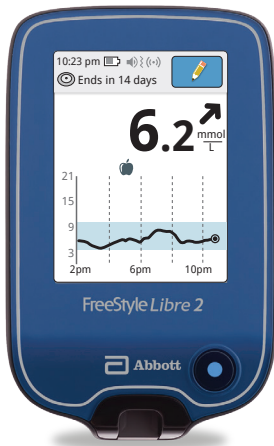 10:23 pm
Ends in 14 days
6.2 mmol
L
21
15
9
3
2pm 6pm 10pm
FreeStyle Libre 2
Abbott